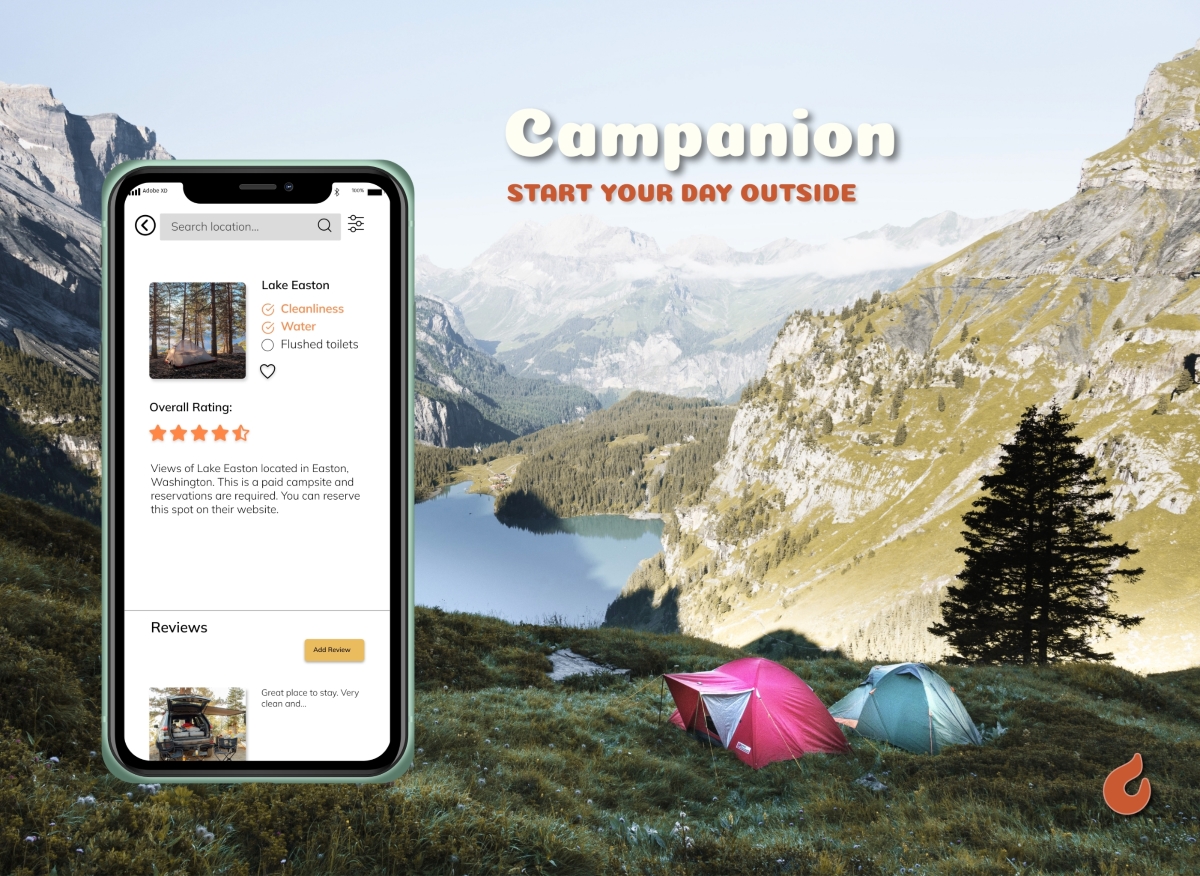 Campanion
START YOUR DAY OUTSIDE
Adobe XD
100%
Search location...
Lake Easton
Cleanliness
Water
Flushed toilets
Overall Rating:
Views of Lake Easton located in Easton,
Washington. This is a paid campsite and
reservations are required. You can reserve
this spot on their website.
Reviews
Add Review
Great place to stay. Very
clean and...